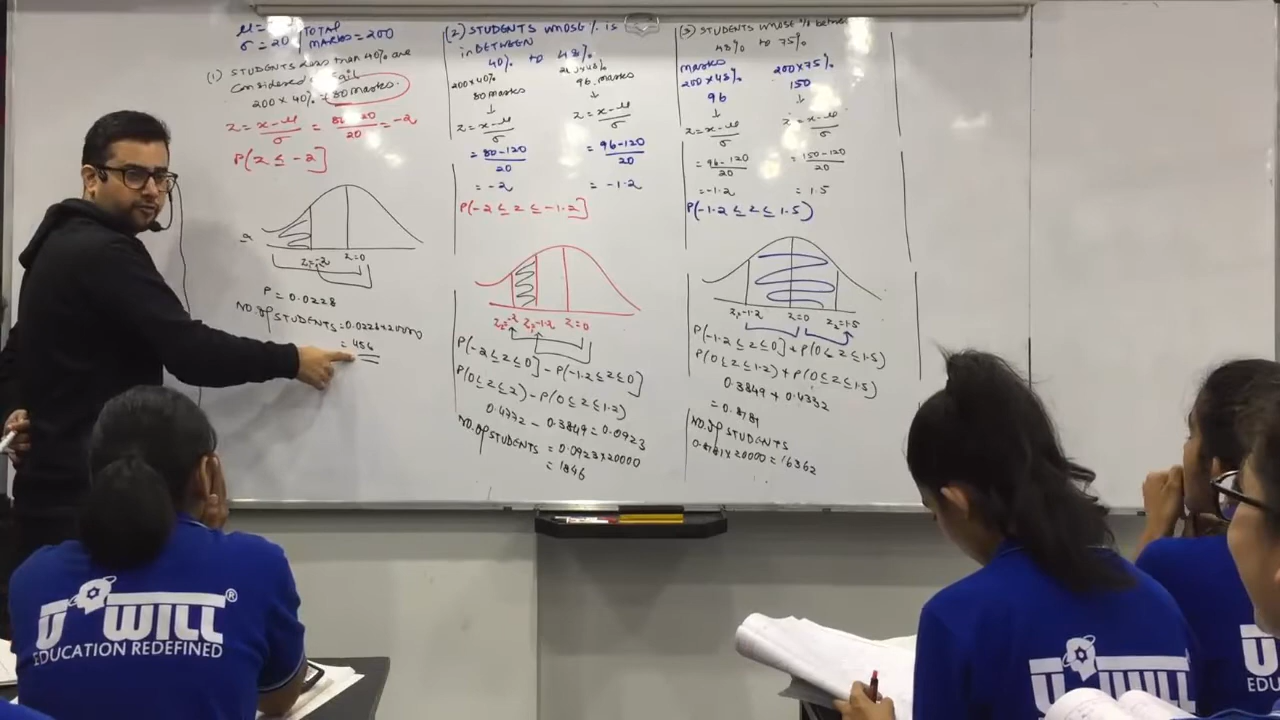 μ=
σ=20
TOTAL
MARKS=200
(1) STUDENTS less than 40% are
considered
200 × 40% = 80 marks.
z = x-μ/σ = 80-120/20 = -2
P[z ≤ -2]
z₁=-2 z=0
P = 0.0228
NO. of STUDENTS = 0.0228×20000
= 456
(2) STUDENTS WHOSE % is
in BETWEEN
40% to 48%
200×40% 200×48%
80 marks 96 marks
↓ ↓
z = x-μ/σ z = x-μ/σ
= 80-120/20 = 96-120/20
= -2 = -1.2
P[-2 ≤ z ≤ -1.2]
z₂=-2 z₁=-1.2 z=0
P[-2 ≤ z ≤ 0] - P[-1.2 ≤ z ≤ 0]
P(0 ≤ z ≤ 2) - P(0 ≤ z ≤ 1.2)
0.4772 - 0.3849 = 0.0923
NO. of STUDENTS = 0.0923×20000
= 1846
(3) STUDENTS WHOSE % between
48% to 75%
marks
200×48% 200×75%
96 150
↓ ↓
z = x-μ/σ z = x-μ/σ
= 96-120/20 = 150-120/20
= -1.2 = 1.5
P(-1.2 ≤ z ≤ 1.5)
z₁=-1.2 z=0 z₂=1.5
P(-1.2 ≤ z ≤ 0] + P(0 ≤ z ≤ 1.5)
P(0 ≤ z ≤ 1.2) + P(0 ≤ z ≤ 1.5)
0.3849 + 0.4332
= 0.8181
NO. of STUDENTS
0.8181×20000 = 16362
U WILL®
EDUCATION REDEFINED
U WILL
U
EDU